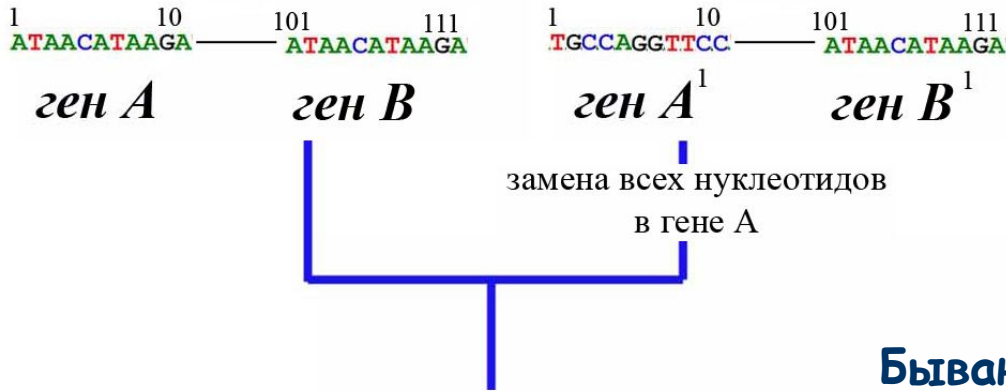 1 10 101 111 1 10 101 111
ATAACATAAGA ATAACATAAGA TGCCAGGTTCC ATAACATAAGA
ген А ген В ген А¹ ген В¹
замена всех нуклеотидов
в гене А